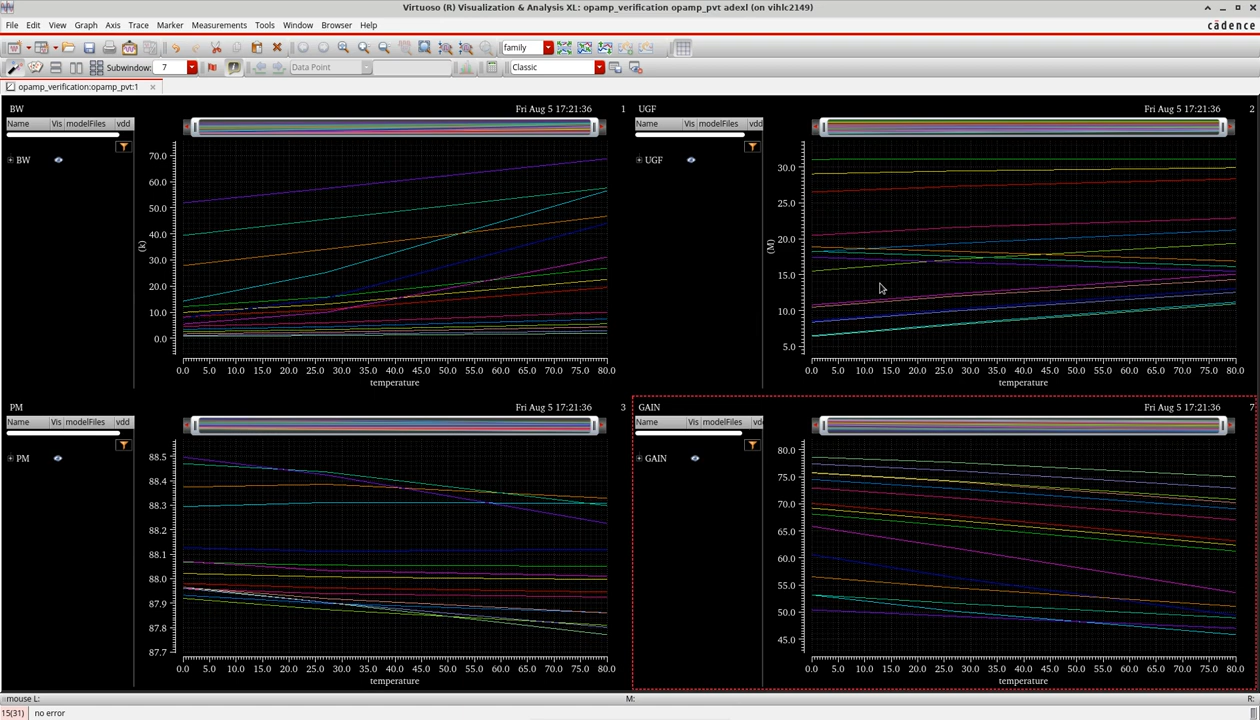 Virtuoso (R) Visualization & Analysis XL: opamp_verification opamp_pvt adexl (on vihlc2149)
File Edit View Graph Axis Trace Marker Measurements Tools Window Browser Help
cādence
family
Subwindow: 7 Data Point Classic
opamp_verification:opamp_pvt:1
BW Fri Aug 5 17:21:36 1
Name Vis modelFiles vdd
BW
70.0
60.0
50.0
40.0
30.0
20.0
10.0
0.0
(k)
0.0 5.0 10.0 15.0 20.0 25.0 30.0 35.0 40.0 45.0 50.0 55.0 60.0 65.0 70.0 75.0 80.0
temperature
UGF Fri Aug 5 17:21:36 2
Name Vis modelFiles vdd
UGF
30.0
25.0
20.0
15.0
10.0
5.0
(M)
0.0 5.0 10.0 15.0 20.0 25.0 30.0 35.0 40.0 45.0 50.0 55.0 60.0 65.0 70.0 75.0 80.0
temperature
PM Fri Aug 5 17:21:36 3
Name Vis modelFiles vdd
PM
88.5
88.4
88.3
88.2
88.1
88.0
87.9
87.8
87.7
0.0 5.0 10.0 15.0 20.0 25.0 30.0 35.0 40.0 45.0 50.0 55.0 60.0 65.0 70.0 75.0 80.0
temperature
GAIN Fri Aug 5 17:21:36 7
Name Vis modelFiles vd
GAIN
80.0
75.0
70.0
65.0
60.0
55.0
50.0
45.0
0.0 5.0 10.0 15.0 20.0 25.0 30.0 35.0 40.0 45.0 50.0 55.0 60.0 65.0 70.0 75.0 80.0
temperature
mouse L: M: R:
15(31) no error